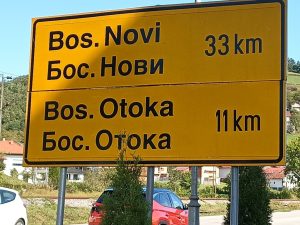 Bos. Novi
Бос. Нови
33 km
Bos. Otoka
Бос. Отока
11 km